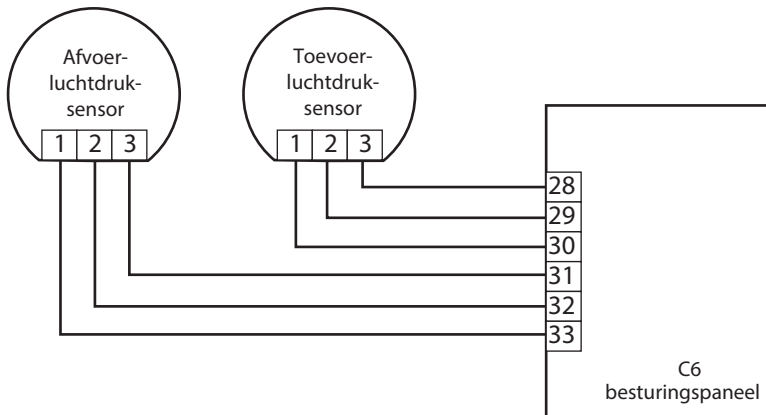 Afvoer-
luchtdruk-
sensor
1 2 3
Toevoer-
luchtdruk-
sensor
1 2 3
28
29
30
31
32
33
C6
besturingspaneel